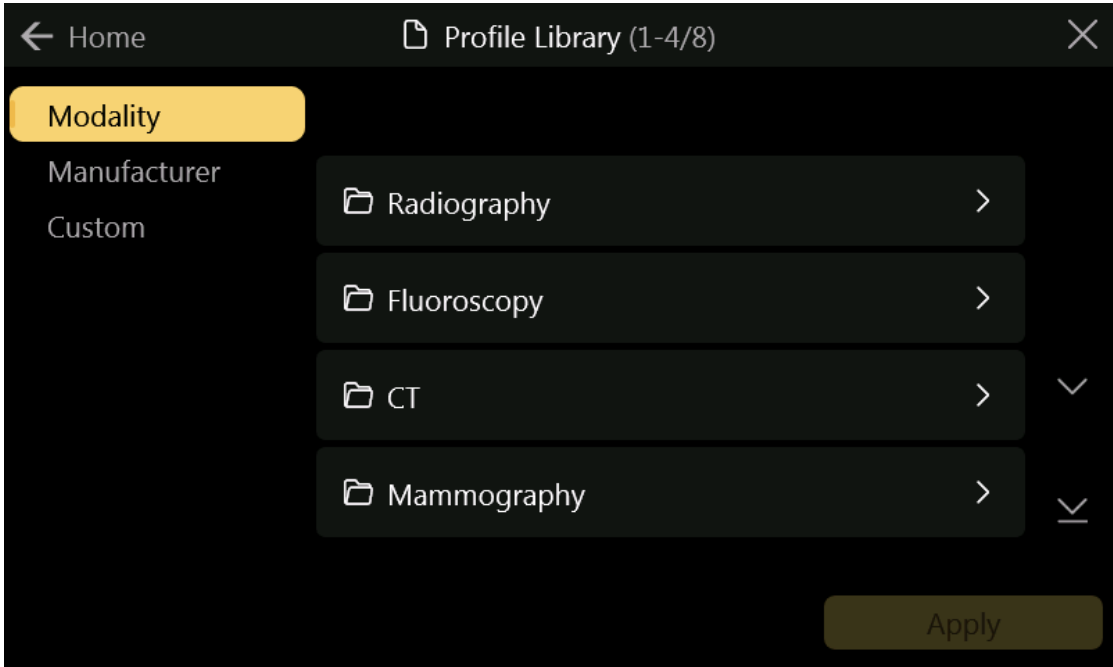 Home
Profile Library (1-4/8)
Modality
Manufacturer
Custom
Radiography
Fluoroscopy
CT
Mammography
Apply